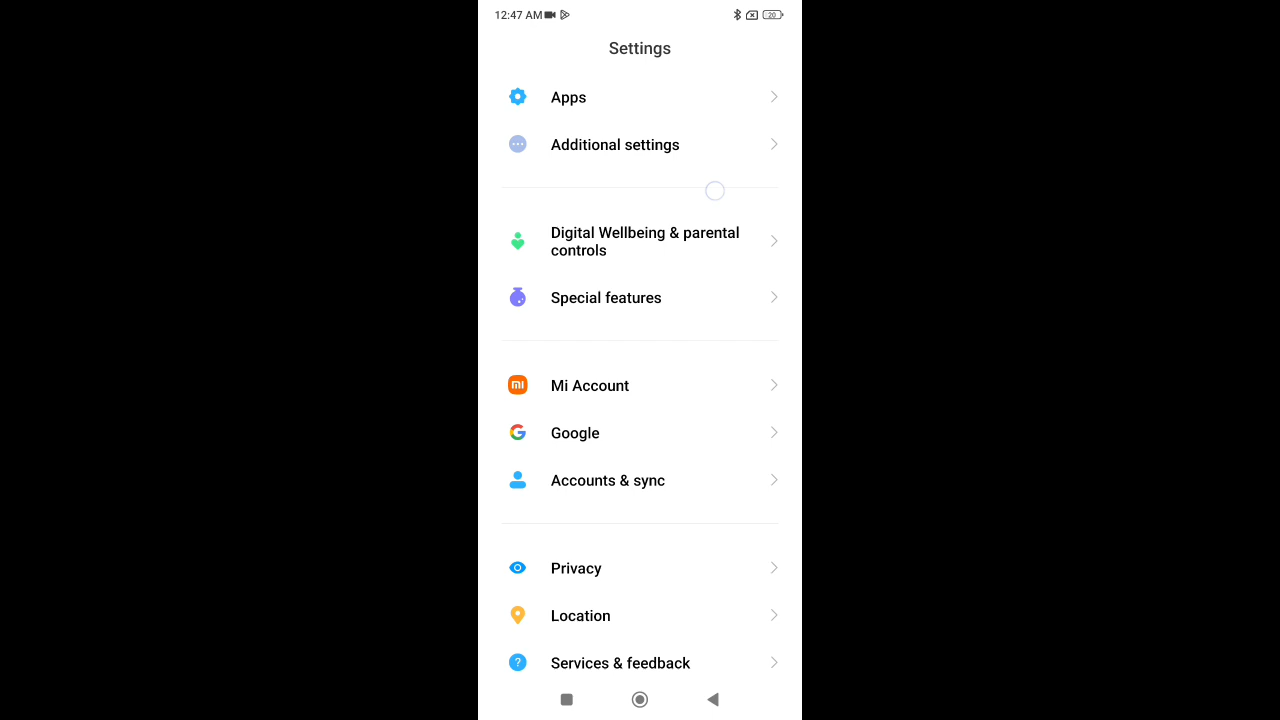 12:47 AM
20
Settings
Apps
Additional settings
Digital Wellbeing & parental
controls
Special features
Mi Account
Google
Accounts & sync
Privacy
Location
Services & feedback